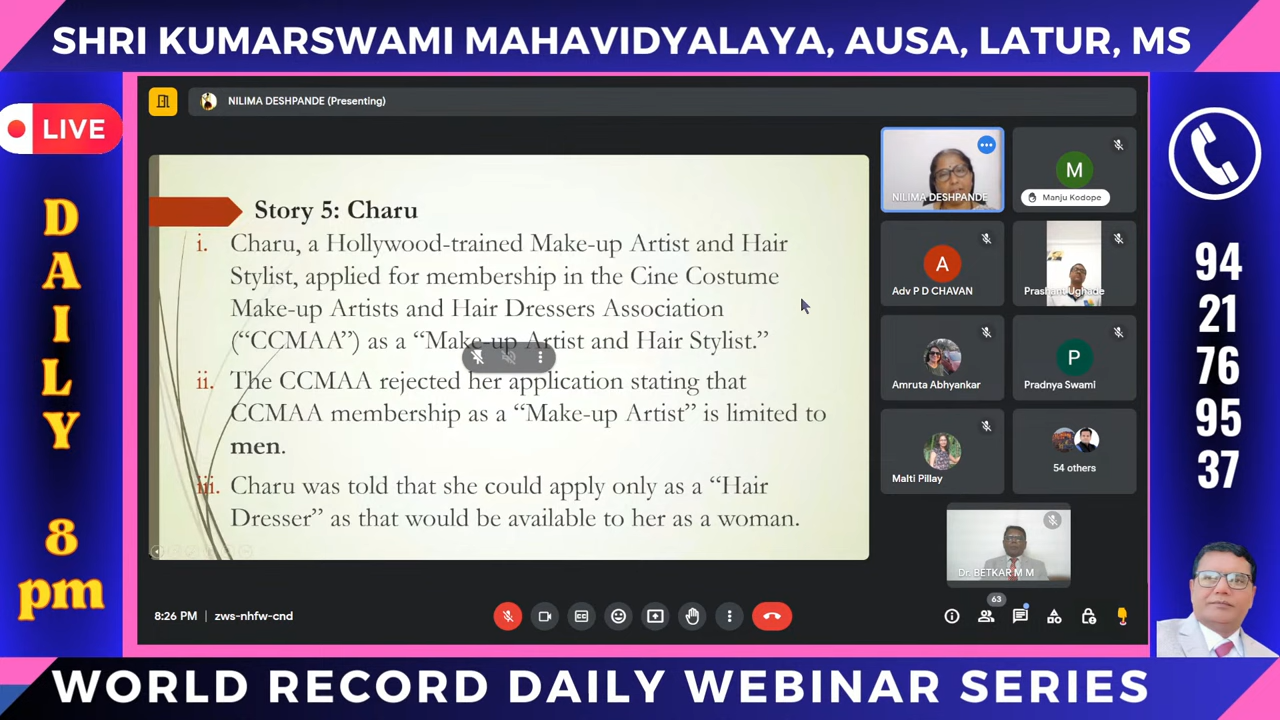 SHRI KUMARSWAMI MAHAVIDYALAYA, AUSA, LATUR, MS
LIVE
DAILY
8
pm
NILIMA DESHPANDE (Presenting)
Story 5: Charu
i. Charu, a Hollywood-trained Make-up Artist and Hair
Stylist, applied for membership in the Cine Costume
Make-up Artists and Hair Dressers Association
(“CCMAA”) as a “Make-up Artist and Hair Stylist.”
ii. The CCMAA rejected her application stating that
CCMAA membership as a “Make-up Artist” is limited to
men.
iii. Charu was told that she could apply only as a “Hair
Dresser” as that would be available to her as a woman.
NILIMA DESHPANDE
M
Manju Kodope
A
Adv P D CHAVAN
Prashant Ughade
Amruta Abhyankar
P
Pradnya Swami
Malti Pillay
54 others
Dr. BETKAR M M
8:26 PM | zws-nhfw-cnd
63
94
21
76
95
37
WORLD RECORD DAILY WEBINAR SERIES